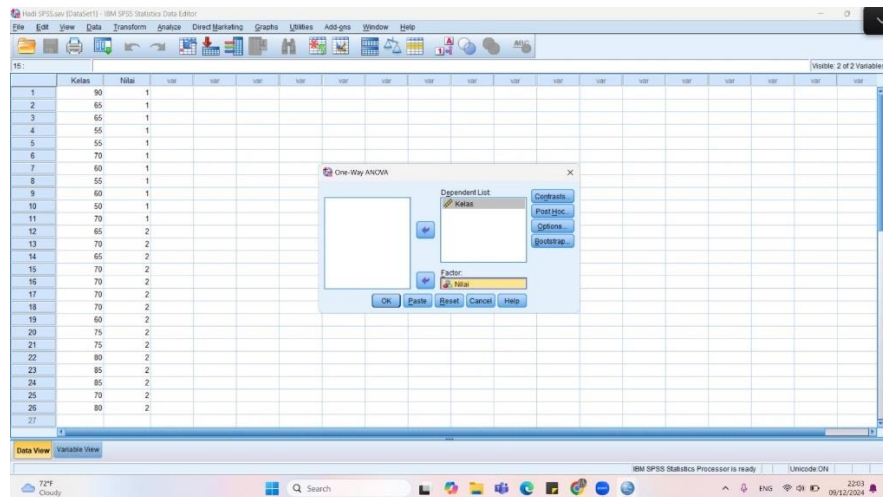 Hadi SPSS.sav [DataSet1] - IBM SPSS Statistics Data Editor
File Edit View Data Transform Analyze Direct Marketing Graphs Utilities Add-ons Window Help
15 : Visible: 2 of 2 Variables
Kelas Nilai var var var var var var var var var var var var var var var
1 90 1
2 65 1
3 65 1
4 55 1
5 55 1
6 70 1
7 60 1
8 55 1
9 60 1
10 50 1
11 70 1
12 65 2
13 70 2
14 65 2
15 70 2
16 70 2
17 70 2
18 70 2
19 60 2
20 75 2
21 75 2
22 80 2
23 85 2
24 85 2
25 70 2
26 80 2
27
One-Way ANOVA
Dependent List:
Kelas
Contrasts...
Post Hoc...
Options...
Bootstrap...
Factor:
Nilai
OK Paste Reset Cancel Help
Data View Variable View
IBM SPSS Statistics Processor is ready Unicode:ON
72°F
Cloudy
Search
ENG
22:03
09/12/2024